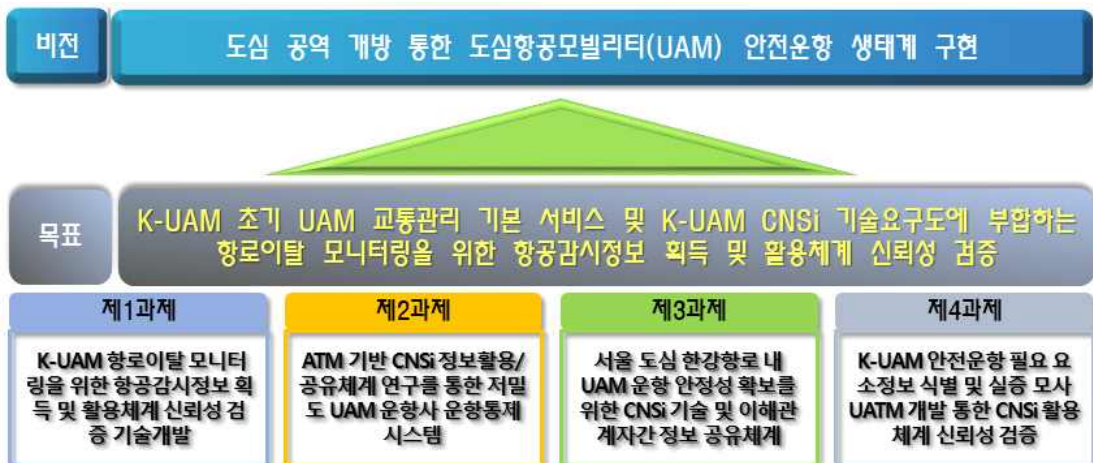 비전
도심 공역 개방 통한 도심항공모빌리티(UAM) 안전운항 생태계 구현
목표
K-UAM 초기 UAM 교통관리 기본 서비스 및 K-UAM CNSi 기술요구도에 부합하는
항로이탈 모니터링을 위한 항공감시정보 획득 및 활용체계 신뢰성 검증
제1과제
K-UAM 항로이탈 모니터
링을 위한 항공감시정보 획
득 및 활용체계 신뢰성 검
증 기술개발
제2과제
ATM 기반 CNSi 정보활용/
공유체계 연구를 통한 저밀
도 UAM 운항사 운항통제
시스템
제3과제
서울 도심 한강항로 내
UAM 운항 안정성 확보를
위한 CNSi 기술 및 이해관
계자간 정보 공유체계
제4과제
K-UAM 안전운항 필요 요
소정보 식별 및 실증 모사
UATM 개발 통한 CNSi 활용
체계 신뢰성 검증